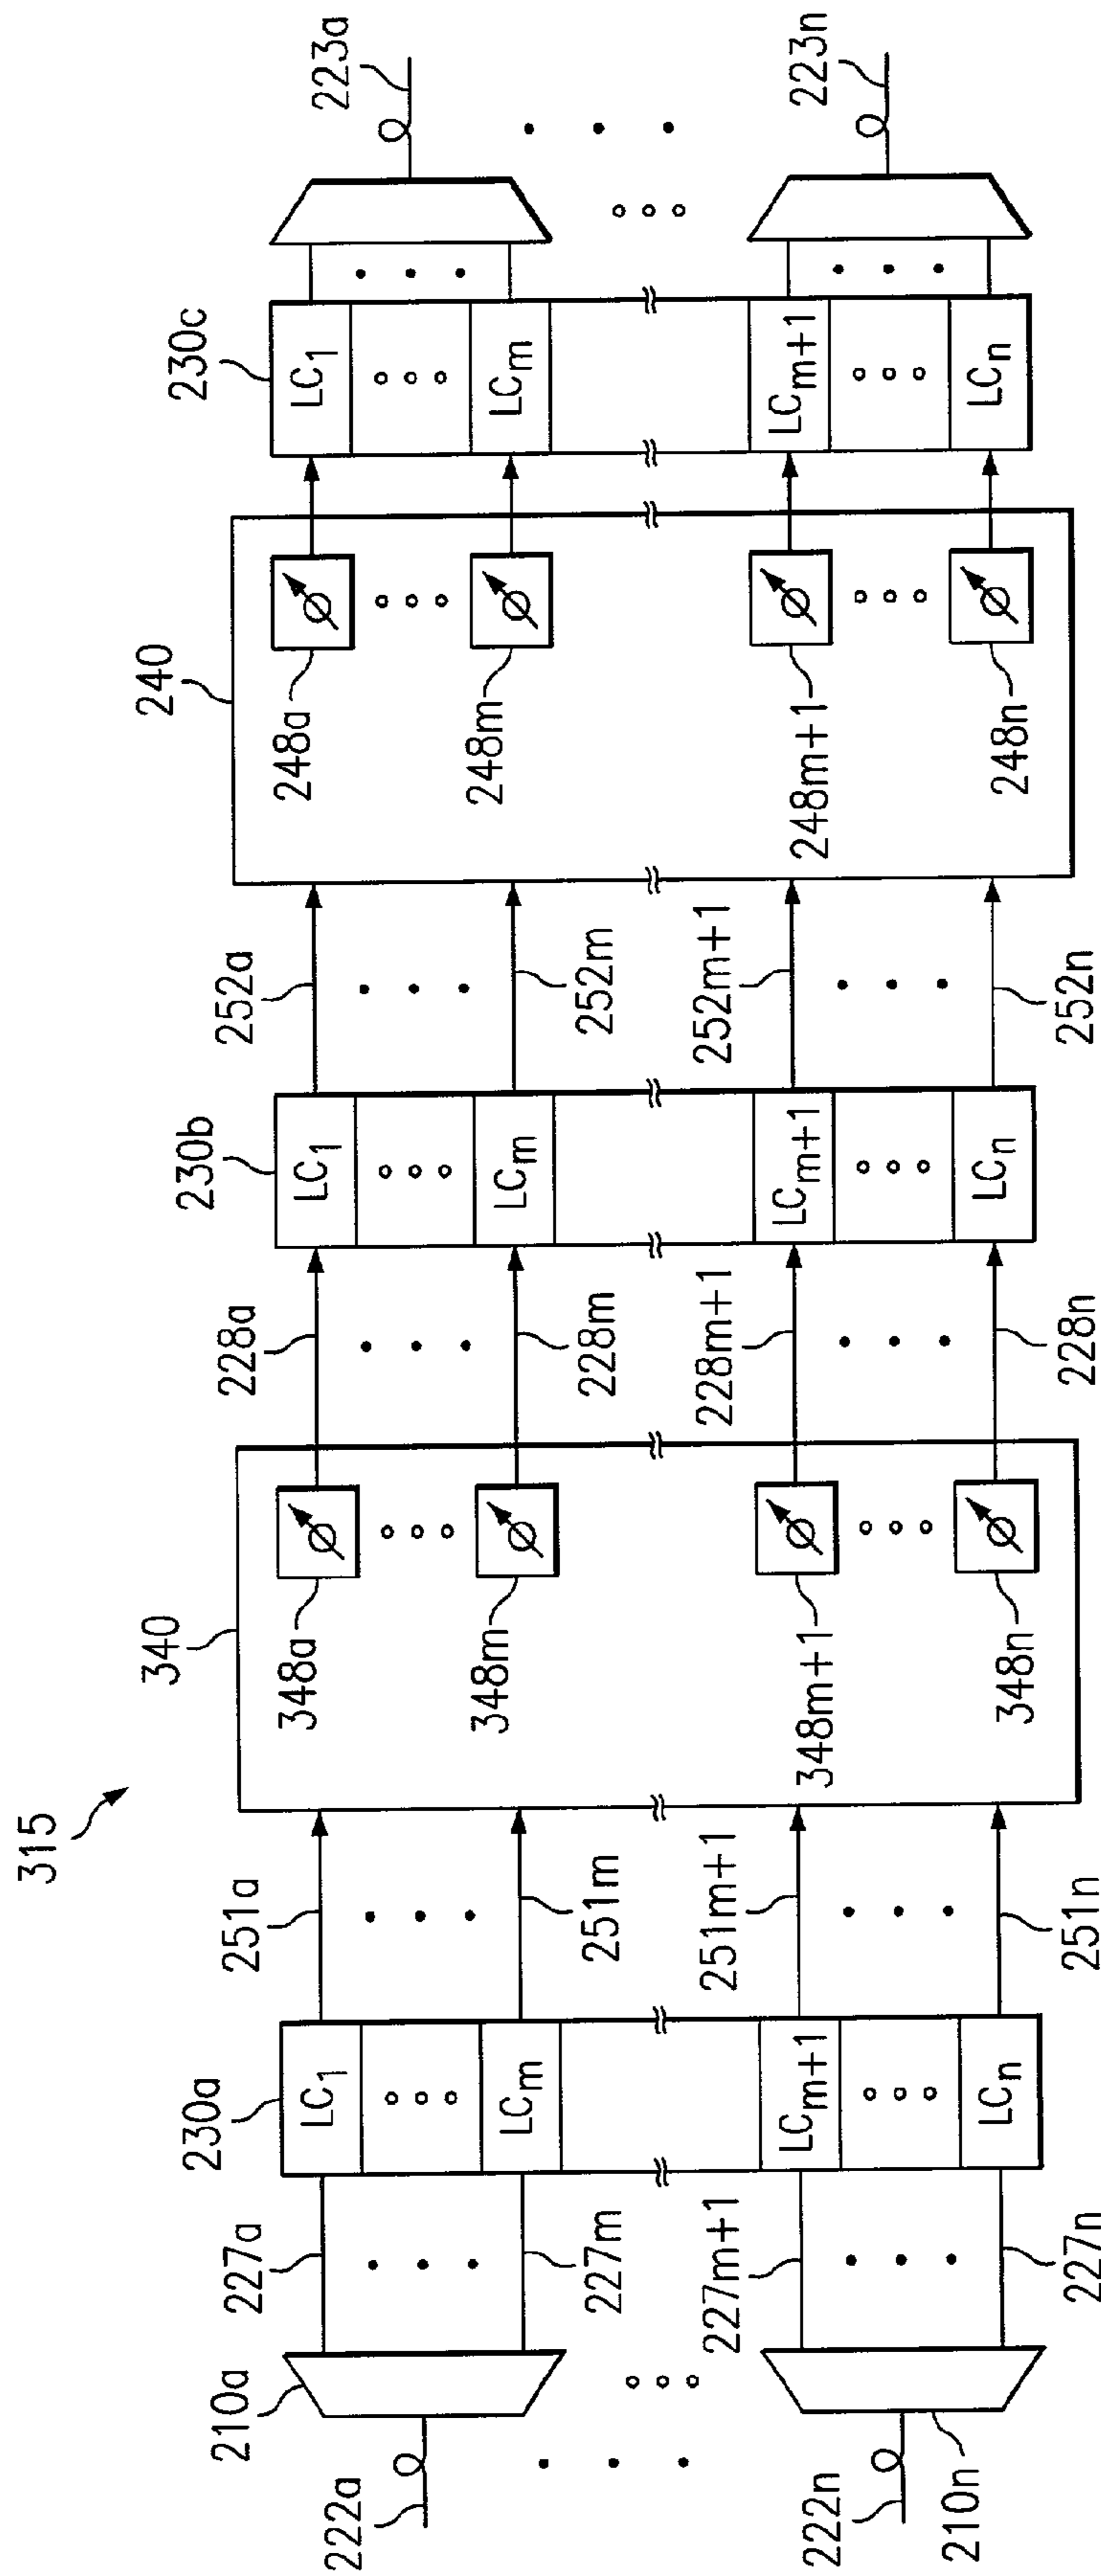 315
222a
210a
227a
227m
227m+1
227n
222n
210n
230a
LC1
LCm
LCm+1
LCn
251a
251m
251m+1
251n
340
348a
348m
348m+1
348n
Ø
Ø
Ø
Ø
228a
228m
228m+1
228n
230b
LC1
LCm
LCm+1
LCn
252a
252m
252m+1
252n
240
248a
248m
248m+1
248n
Ø
Ø
Ø
Ø
230c
LC1
LCm
LCm+1
LCn
223a
223n